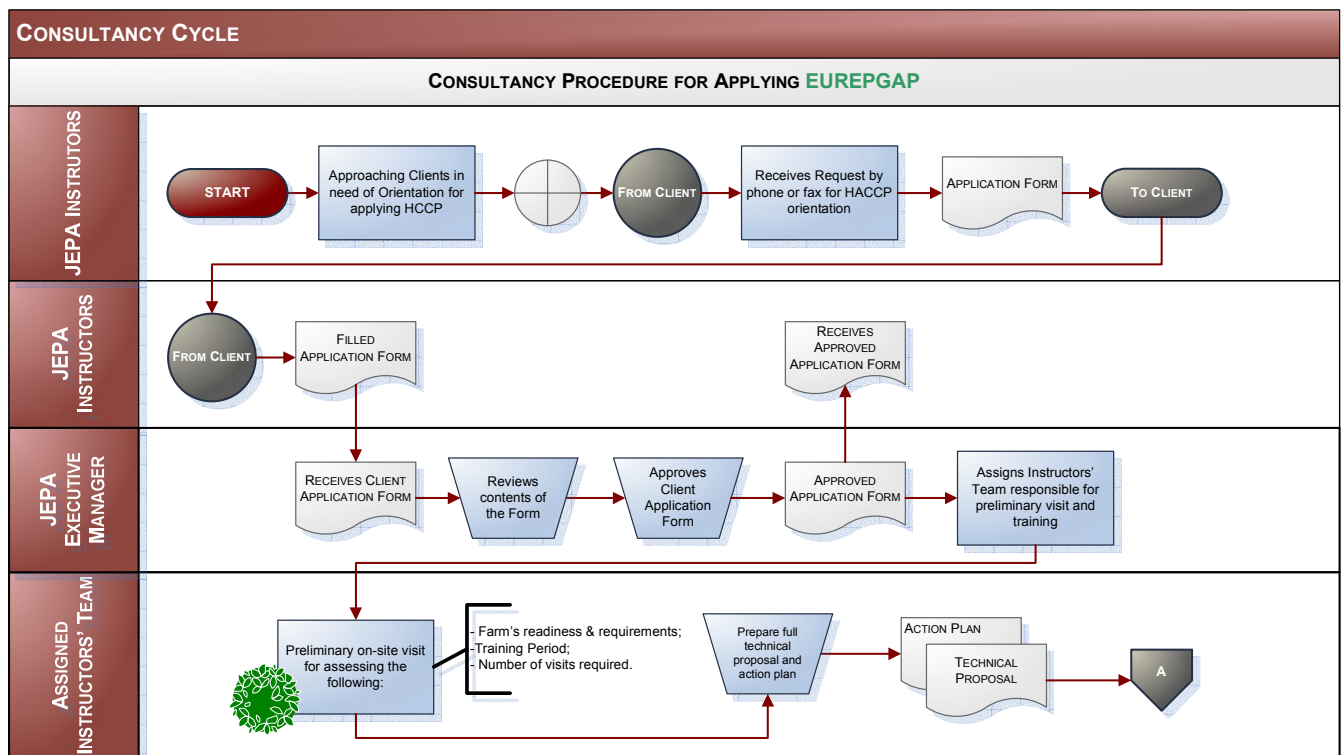 CONSULTANCY CYCLE
CONSULTANCY PROCEDURE FOR APPLYING EUREPGAP
JEPA INSTRUTORS
START
Approaching Clients in
need of Orientation for
applying HCCP
FROM CLIENT
Receives Request by
phone or fax for HACCP
orientation
APPLICATION FORM
TO CLIENT
JEPA
INSTRUCTORS
FROM CLIENT
FILLED
APPLICATION FORM
RECEIVES
APPROVED
APPLICATION FORM
JEPA
EXECUTIVE
MANAGER
RECEIVES CLIENT
APPLICATION FORM
Reviews
contents of
the Form
Approves
Client
Application
Form
APPROVED
APPLICATION FORM
Assigns Instructors'
Team responsible for
preliminary visit and
training
ASSIGNED
INSTRUCTORS' TEAM
Preliminary on-site visit
for assessing the
following:
- Farm's readiness & requirements;
-Training Period;
- Number of visits required.
Prepare full
technical
proposal and
action plan
ACTION PLAN
TECHNICAL
PROPOSAL
A